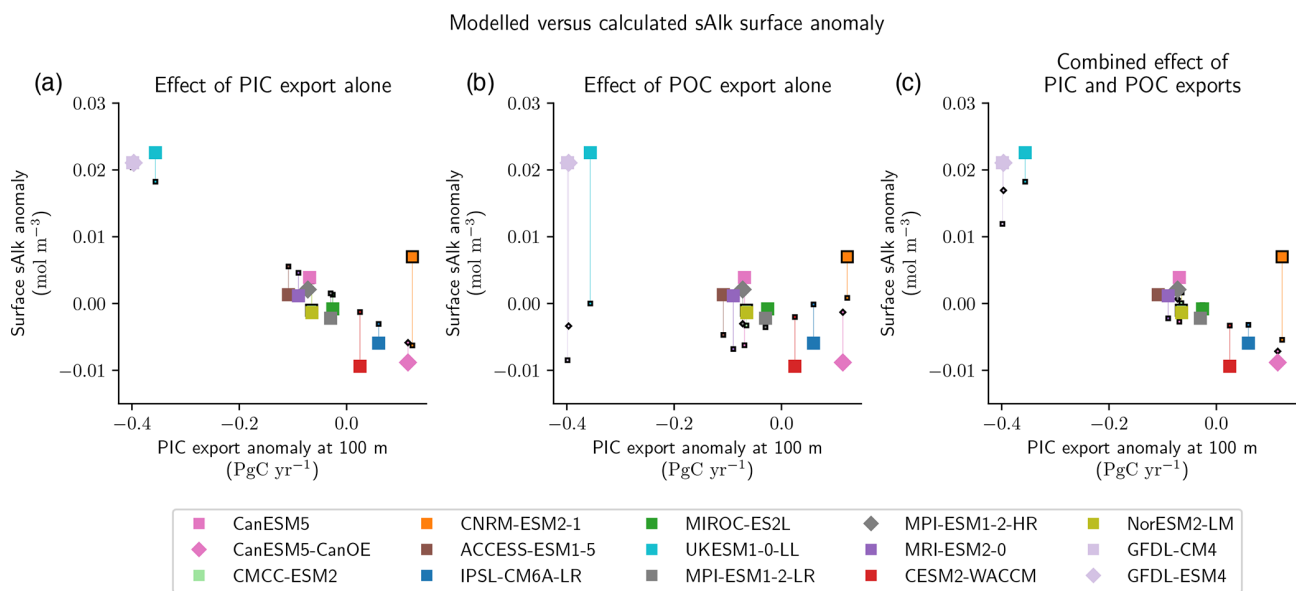 Modelled versus calculated sAlk surface anomaly
(a)
Effect of PIC export alone
0.03
0.02
0.01
0.00
−0.01
Surface sAlk anomaly
(mol m−3)
−0.4
−0.2
0.0
PIC export anomaly at 100 m
(PgC yr−1)
(b)
Effect of POC export alone
0.03
0.02
0.01
0.00
−0.01
Surface sAlk anomaly
(mol m−3)
−0.4
−0.2
0.0
PIC export anomaly at 100 m
(PgC yr−1)
(c)
Combined effect of
PIC and POC exports
0.03
0.02
0.01
0.00
−0.01
Surface sAlk anomaly
(mol m−3)
−0.4
−0.2
0.0
PIC export anomaly at 100 m
(PgC yr−1)
CanESM5
CanESM5-CanOE
CMCC-ESM2
CNRM-ESM2-1
ACCESS-ESM1-5
IPSL-CM6A-LR
MIROC-ES2L
UKESM1-0-LL
MPI-ESM1-2-LR
MPI-ESM1-2-HR
MRI-ESM2-0
CESM2-WACCM
NorESM2-LM
GFDL-CM4
GFDL-ESM4